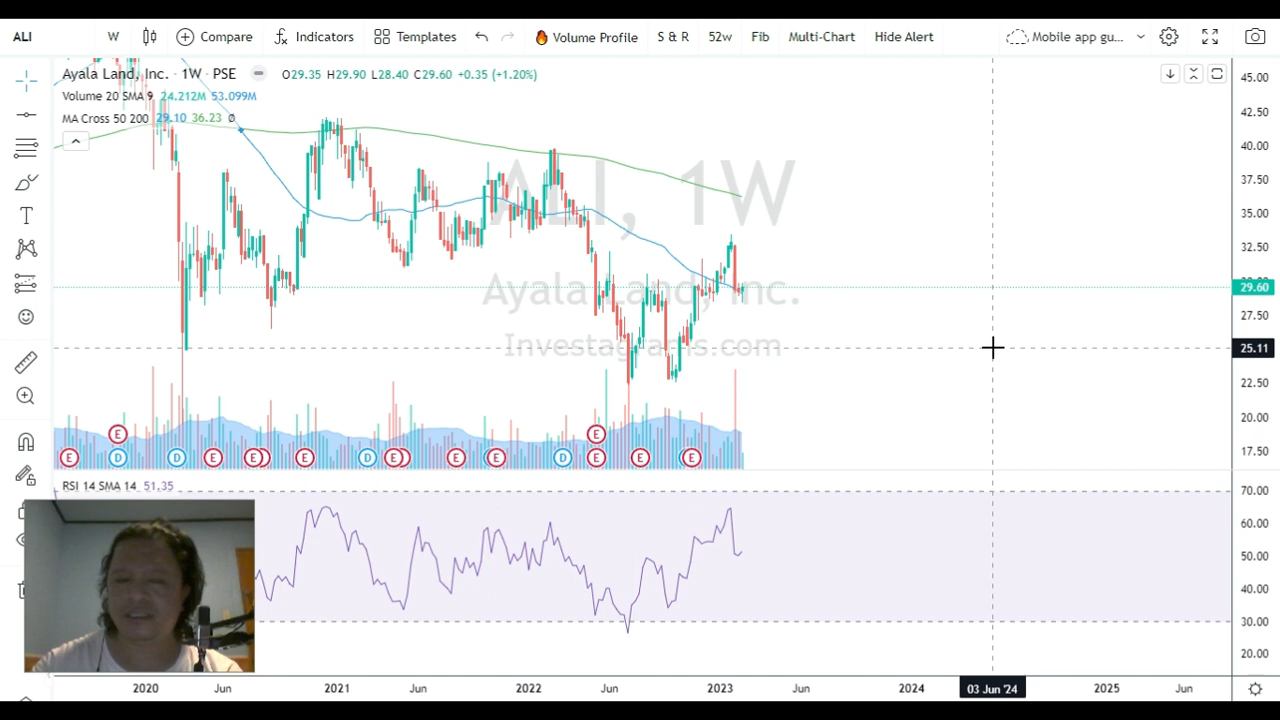 ALI W Compare Indicators Templates Volume Profile S & R 52w Fib Multi-Chart Hide Alert Mobile app gu...
Ayala Land, Inc. · 1W · PSE O29.35 H29.90 L28.40 C29.60 +0.35 (+1.20%)
Volume 20 SMA 9 24.212M 53.099M
MA Cross 50 200 29.10 36.23 Ø
ALI, 1W
Ayala Land, Inc.
Investagrams.com
45.00
42.50
40.00
37.50
35.00
32.50
29.60
27.50
25.11
22.50
20.00
17.50
E E
E D D E E E D E E E D E E E
RSI 14 SMA 14 51.35
70.00
60.00
50.00
40.00
30.00
20.00
2020 Jun 2021 Jun 2022 Jun 2023 Jun 2024 03 Jun '24 2025 Jun